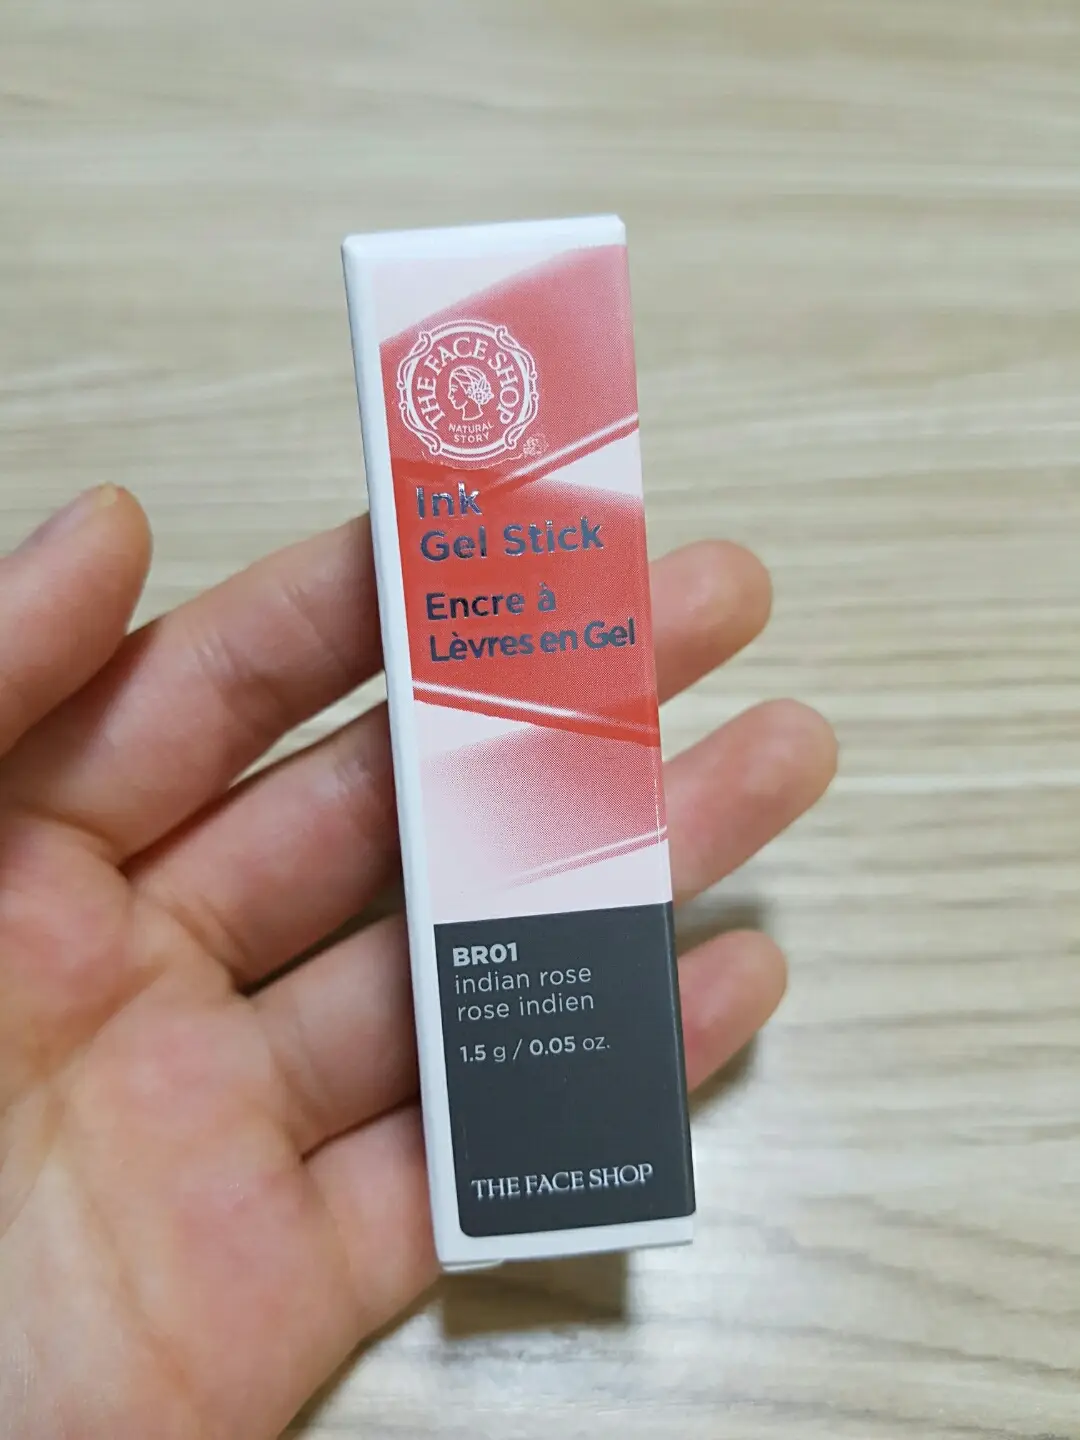 THE FACE SHOP
NATURAL
STORY
Ink
Gel Stick
Encre à
Lèvres en Gel
BR01
indian rose
rose indien
1.5 g / 0.05 oz.
THE FACE SHOP